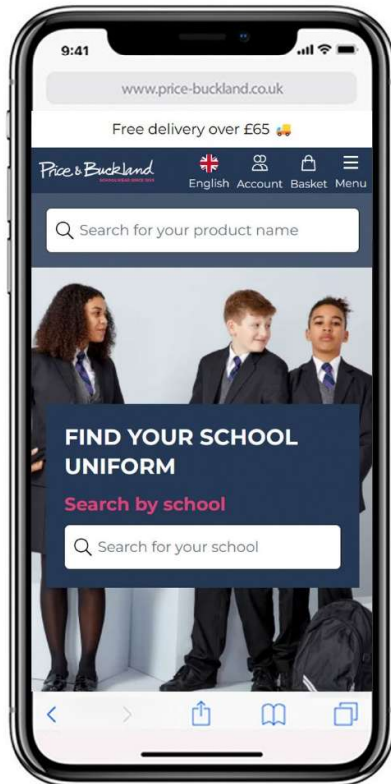 9:41
www.price-buckland.co.uk
Free delivery over £65 🚚
Price & Buckland
English Account Basket Menu
Search for your product name
FIND YOUR SCHOOL
UNIFORM
Search by school
Search for your school